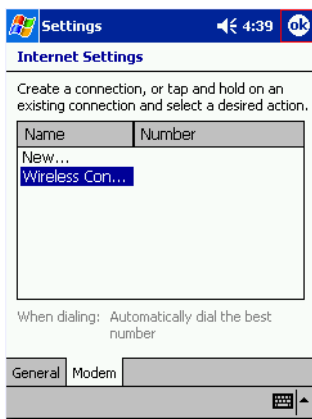 Settings 4:39 ok
Internet Settings
Create a connection, or tap and hold on an
existing connection and select a desired action.
Name Number
New...
Wireless Con...
When dialing: Automatically dial the best
number
General Modem